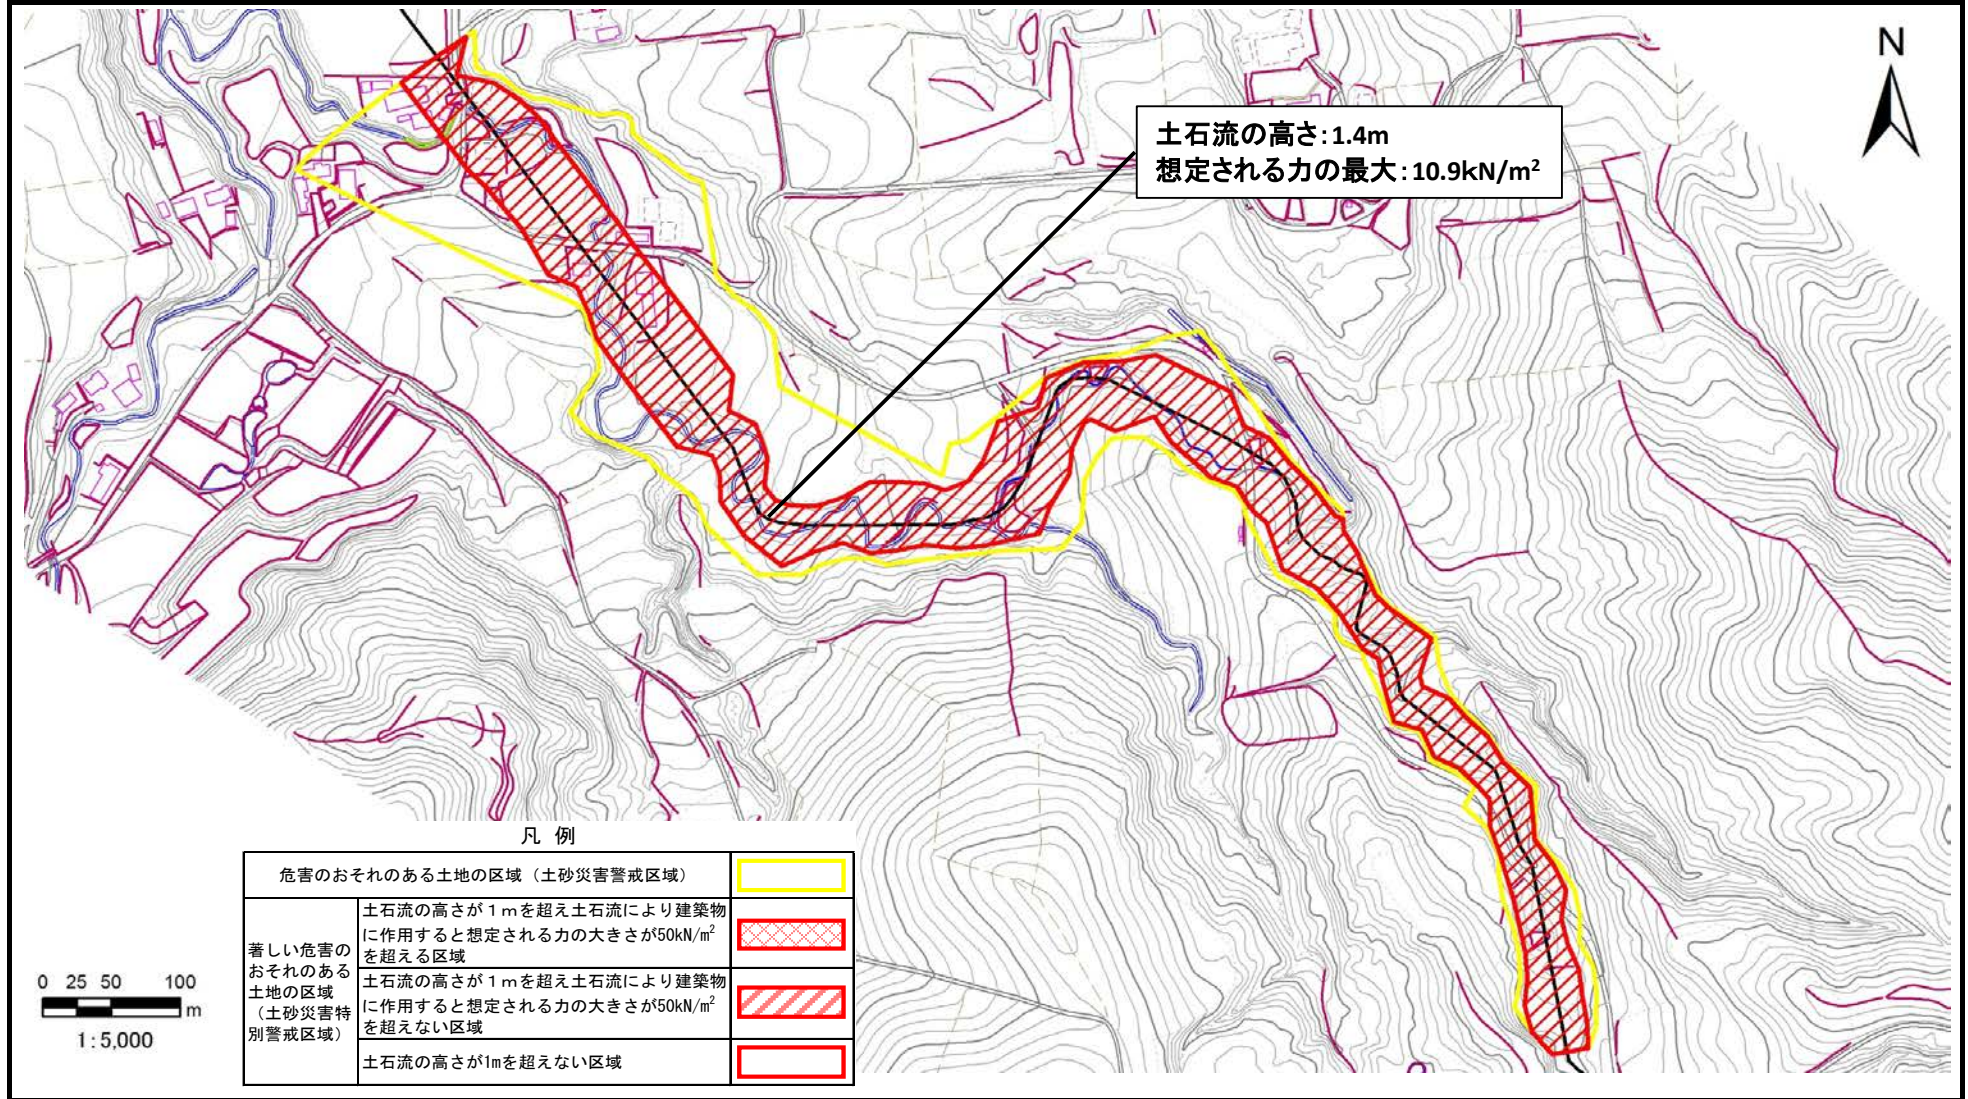 N
土石流の高さ:1.4m
想定される力の最大:10.9kN/m²
凡 例
危害のおそれのある土地の区域（土砂災害警戒区域）
著しい危害の
おそれのある
土地の区域
（土砂災害特
別警戒区域）
土石流の高さが１ｍを超え土石流により建築物
に作用すると想定される力の大きさが50kN/㎡
を超える区域
土石流の高さが１ｍを超え土石流により建築物
に作用すると想定される力の大きさが50kN/㎡
を超えない区域
土石流の高さが1mを超えない区域
0 25 50 100
m
1:5,000